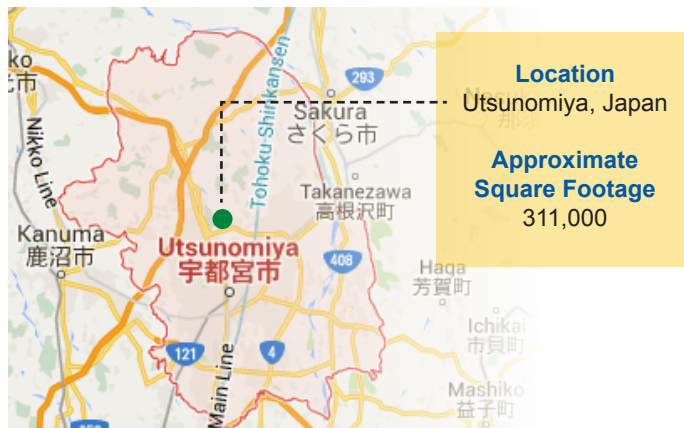 Location
Utsunomiya, Japan
Approximate
Square Footage
311,000
293
Sakura
さくら市
Tohoku-Shinkansen
Nikko Line
ko
市
Takanezawa
高根沢町
Kanuma
鹿沼市
Utsunomiya
宇都宮市
408
Haga
芳賀町
Ichikai
市貝町
121
4
Main Line
Mashiko
益子町